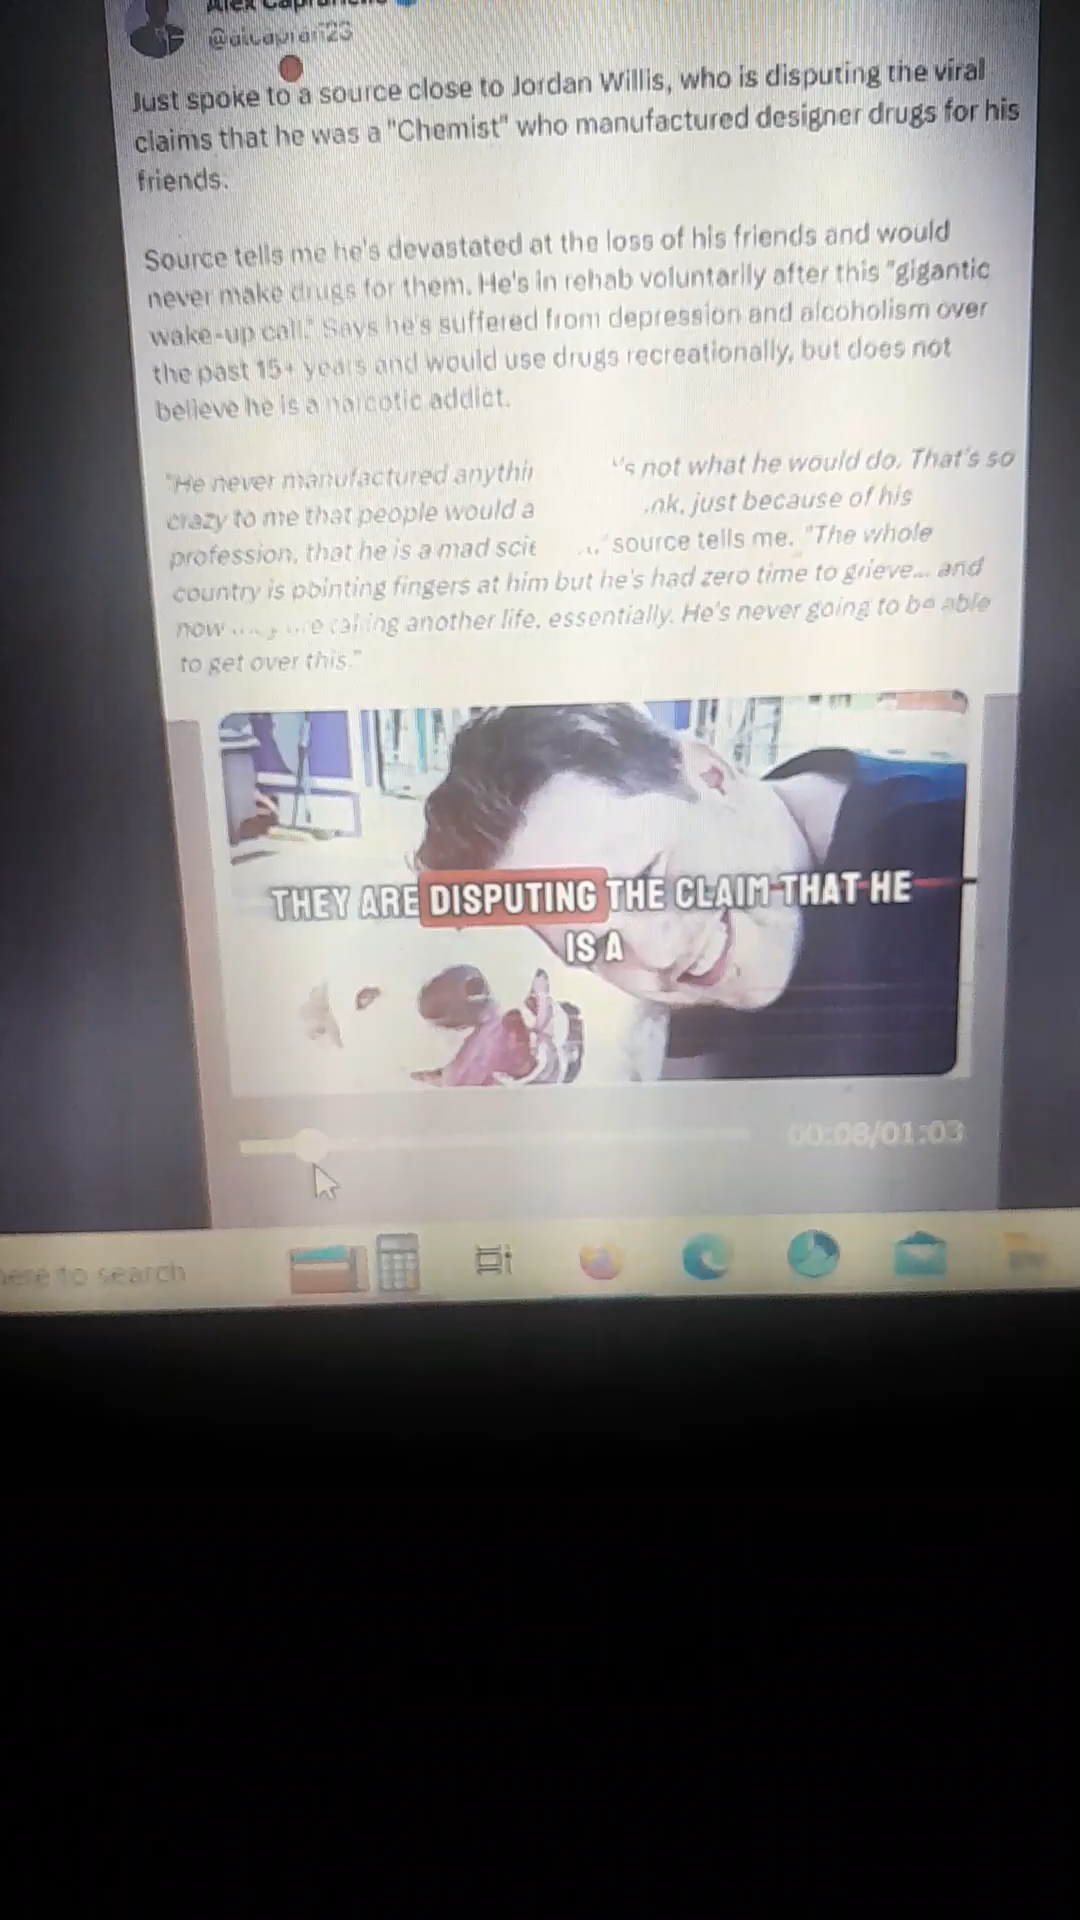 Just spoke to a source close to Jordan Willis, who is disputing the viral
claims that he was a "Chemist" who manufactured designer drugs for his
friends.
Source tells me he's devastated at the loss of his friends and would
never make drugs for them. He's in rehab voluntarily after this "gigantic
wake-up call." Says he's suffered from depression and alcoholism over
the past 15+ years and would use drugs recreationally, but does not
believe he is a narcotic addict.
"He never manufactured 's not what he would do. That's so
crazy to me that people would just because of his
profession, that he is a mad source tells me. "The whole
country is pointing fingers at him but he's had zero time to grieve... and
now another life, essentially. He's never going to be able
to get over this."
THEY ARE DISPUTING THE CLAIM THAT HE
IS A
00:08/01:03
here to search